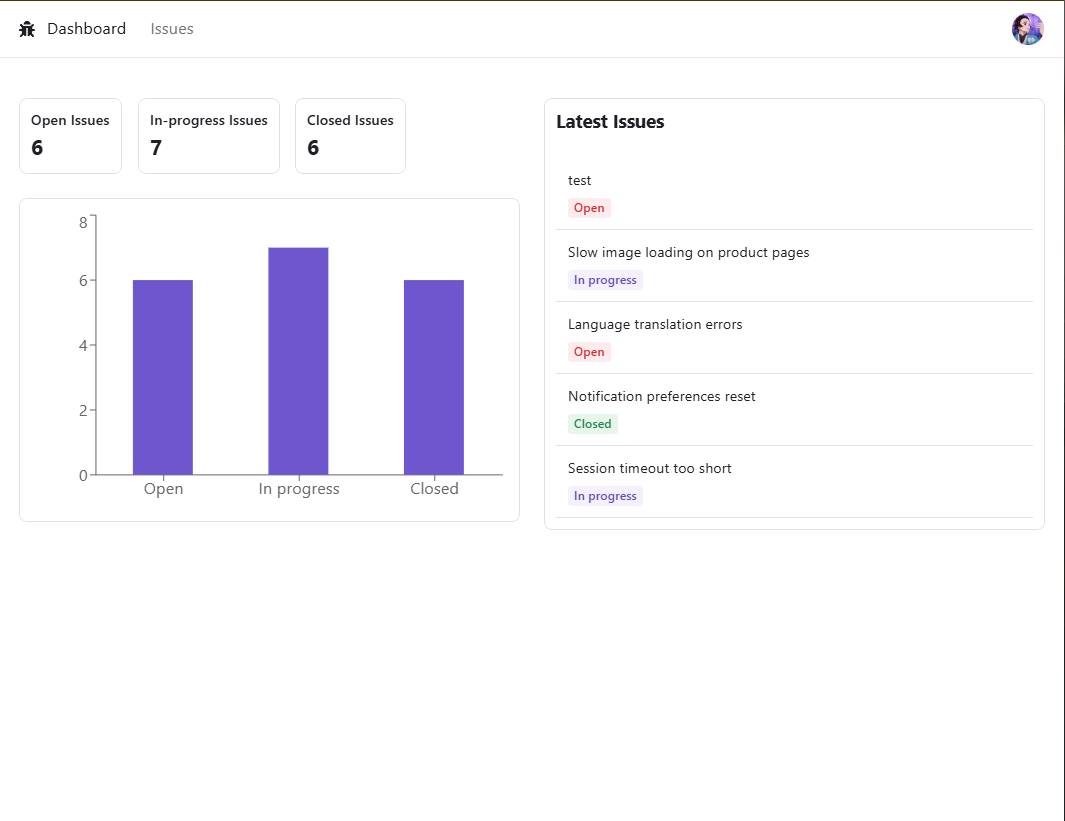 Dashboard Issues
Open Issues
6
In-progress Issues
7
Closed Issues
6
8
6
4
2
0
Open In progress Closed
Latest Issues
test
Open
Slow image loading on product pages
In progress
Language translation errors
Open
Notification preferences reset
Closed
Session timeout too short
In progress